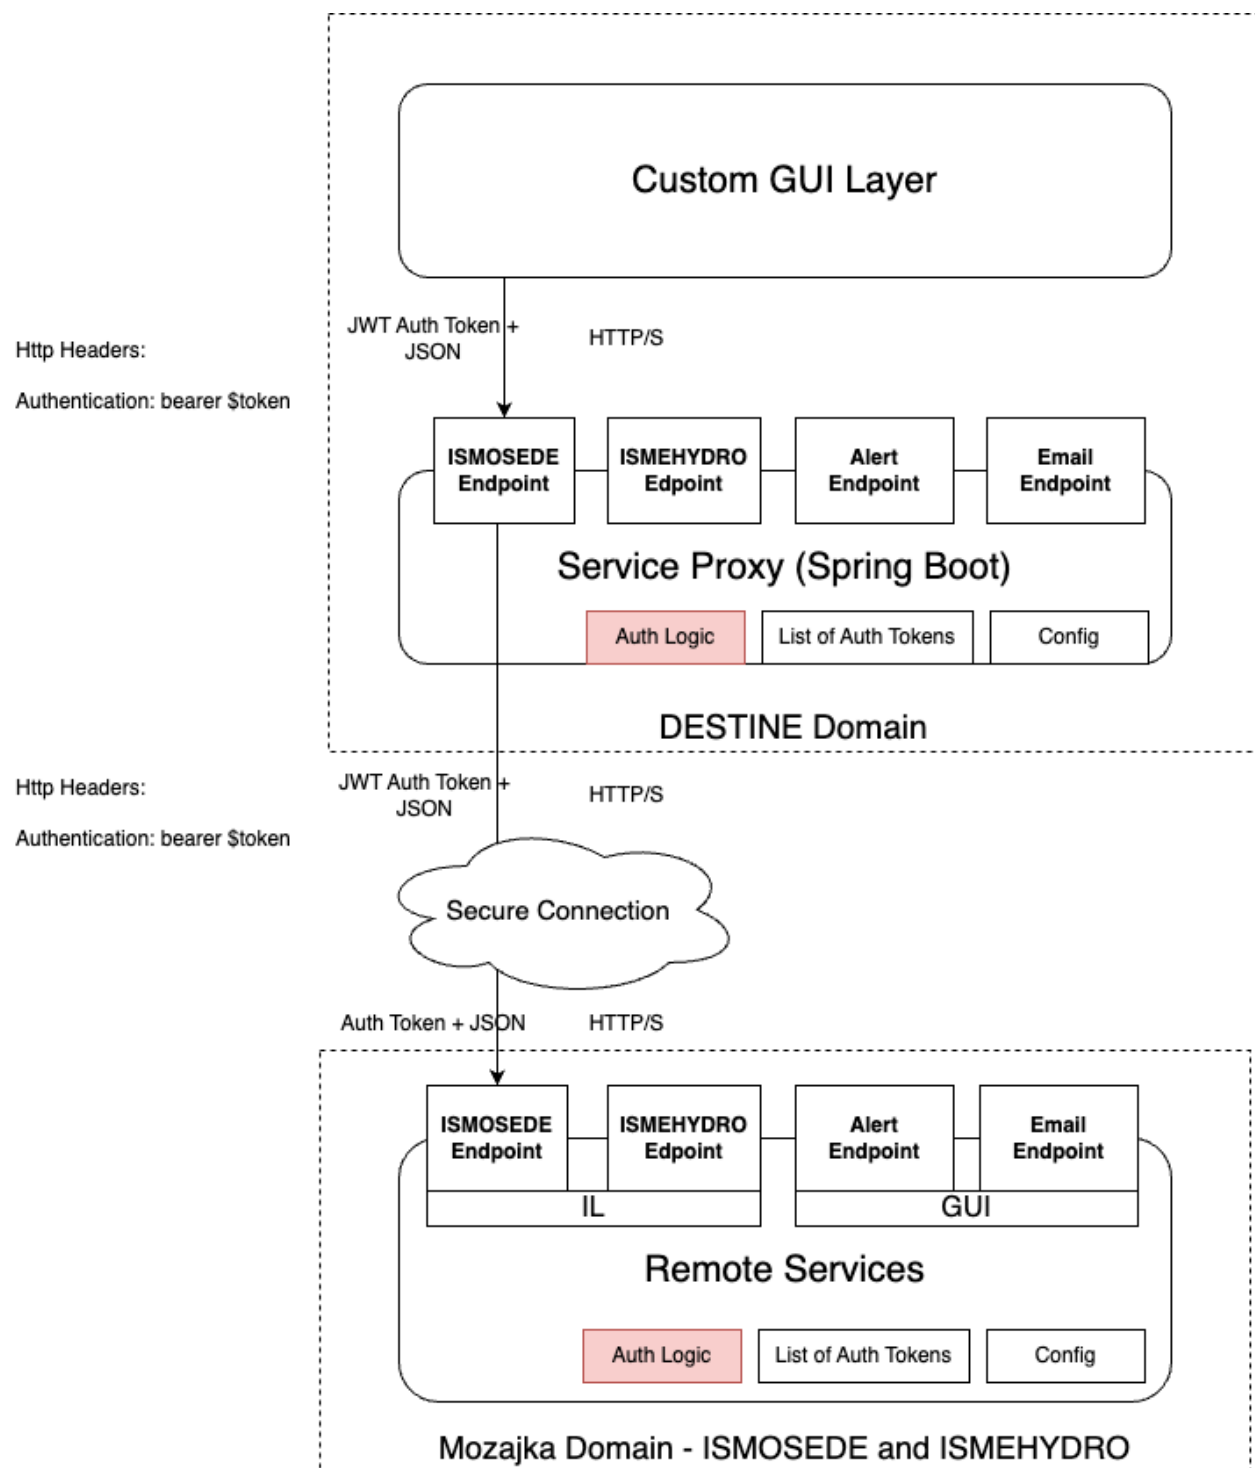 Custom GUI Layer
JWT Auth Token +
JSON
HTTP/S
Http Headers:
Authentication: bearer $token
ISMOSEDE
Endpoint
ISMEHYDRO
Edpoint
Alert
Endpoint
Email
Endpoint
Service Proxy (Spring Boot)
Auth Logic
List of Auth Tokens
Config
DESTINE Domain
Http Headers:
Authentication: bearer $token
JWT Auth Token +
JSON
HTTP/S
Secure Connection
Auth Token + JSON
HTTP/S
ISMOSEDE
Endpoint
ISMEHYDRO
Edpoint
Alert
Endpoint
Email
Endpoint
IL
GUI
Remote Services
Auth Logic
List of Auth Tokens
Config
Mozajka Domain - ISMOSEDE and ISMEHYDRO